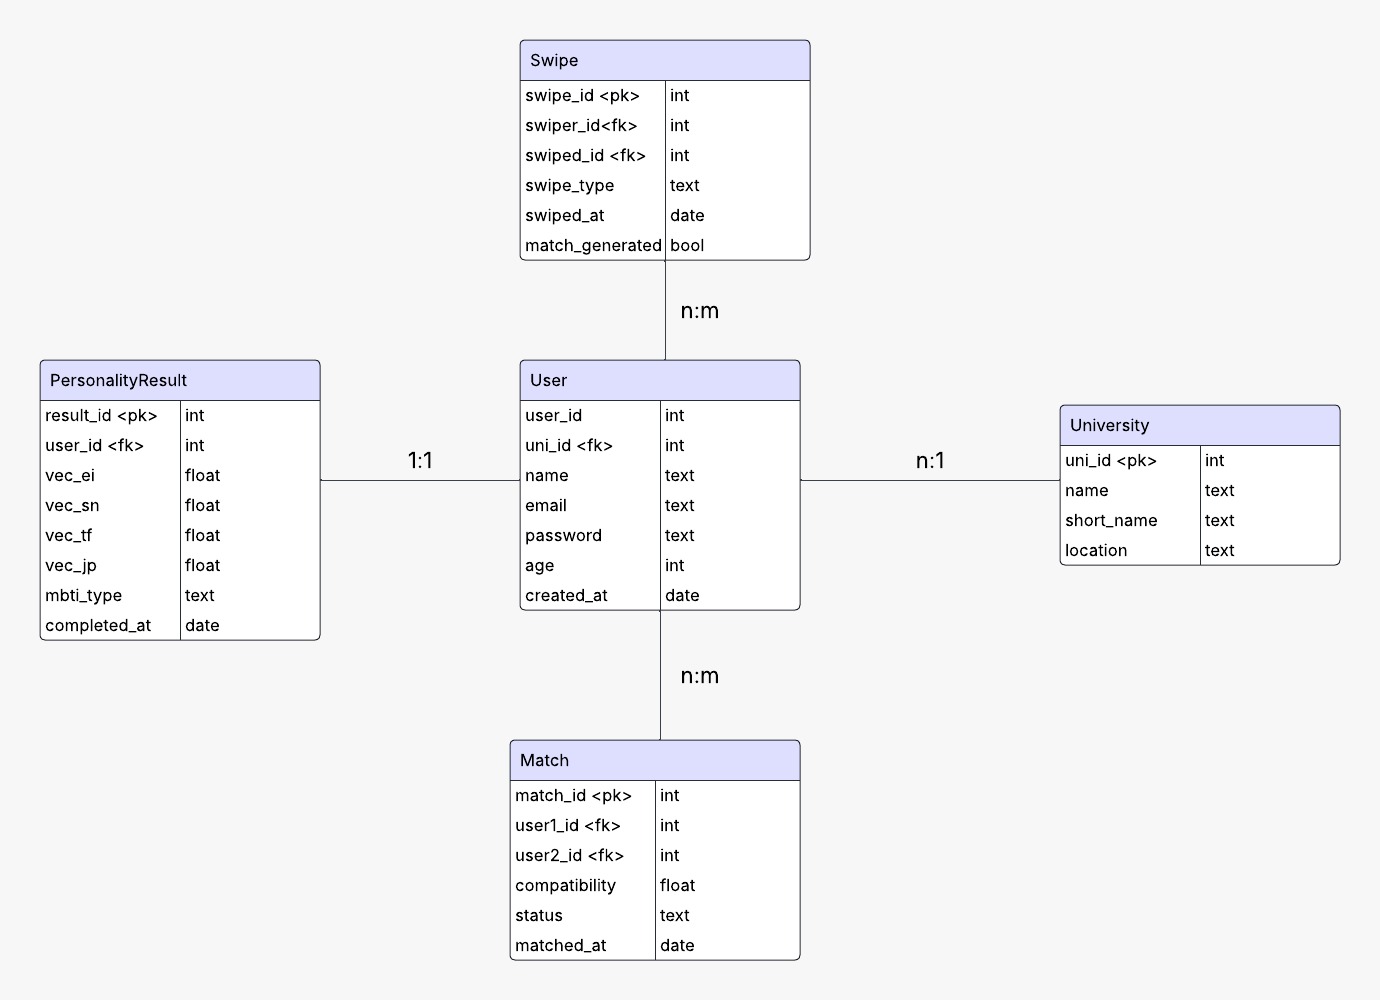 Swipe
swipe_id <pk> int
swiper_id<fk> int
swiped_id <fk> int
swipe_type text
swiped_at date
match_generated bool
n:m
PersonalityResult
result_id <pk> int
user_id <fk> int
vec_ei float
vec_sn float
vec_tf float
vec_jp float
mbti_type text
completed_at date
1:1
User
user_id int
uni_id <fk> int
name text
email text
password text
age int
created_at date
n:1
University
uni_id <pk> int
name text
short_name text
location text
n:m
Match
match_id <pk> int
user1_id <fk> int
user2_id <fk> int
compatibility float
status text
matched_at date